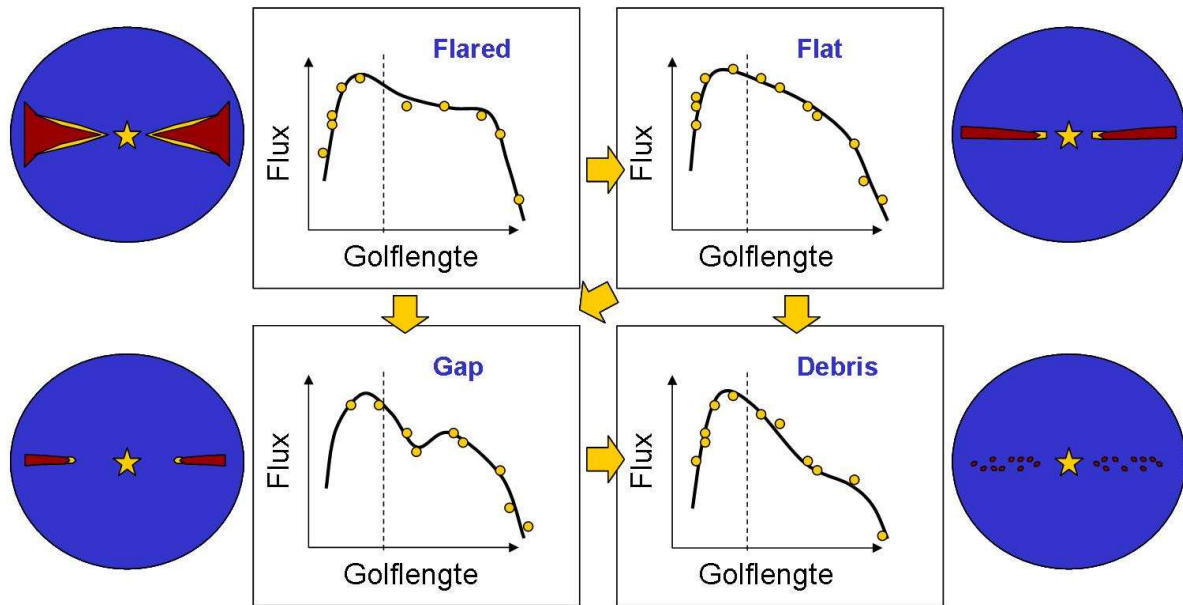 Flared
Flux
Golflengte
Flat
Flux
Golflengte
Gap
Flux
Golflengte
Debris
Flux
Golflengte